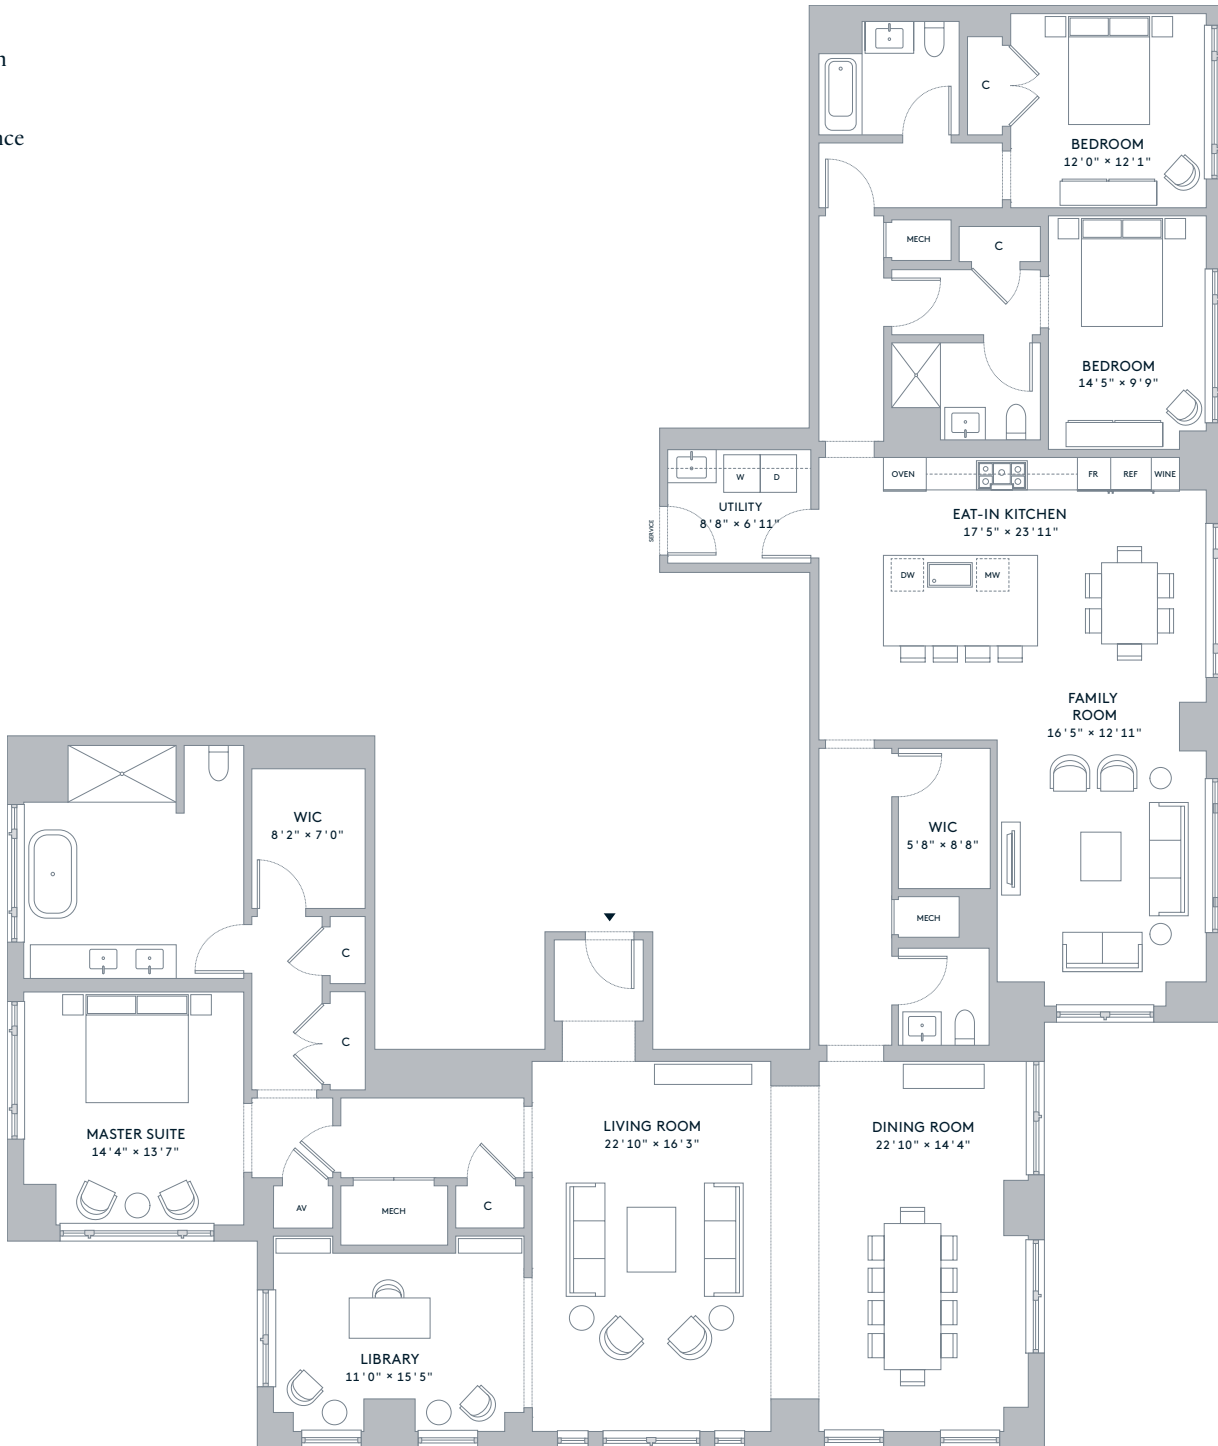 C
BEDROOM
12'0" × 12'1"
MECH
C
BEDROOM
14'5" × 9'9"
OVEN
FR
REF
WINE
W
D
UTILITY
8'8" × 6'11"
SERVICE
EAT-IN KITCHEN
17'5" × 23'11"
DW
MW
FAMILY
ROOM
16'5" × 12'11"
WIC
8'2" × 7'0"
WIC
5'8" × 8'8"
MECH
C
C
MASTER SUITE
14'4" × 13'7"
LIVING ROOM
22'10" × 16'3"
DINING ROOM
22'10" × 14'4"
AV
MECH
C
LIBRARY
11'0" × 15'5"